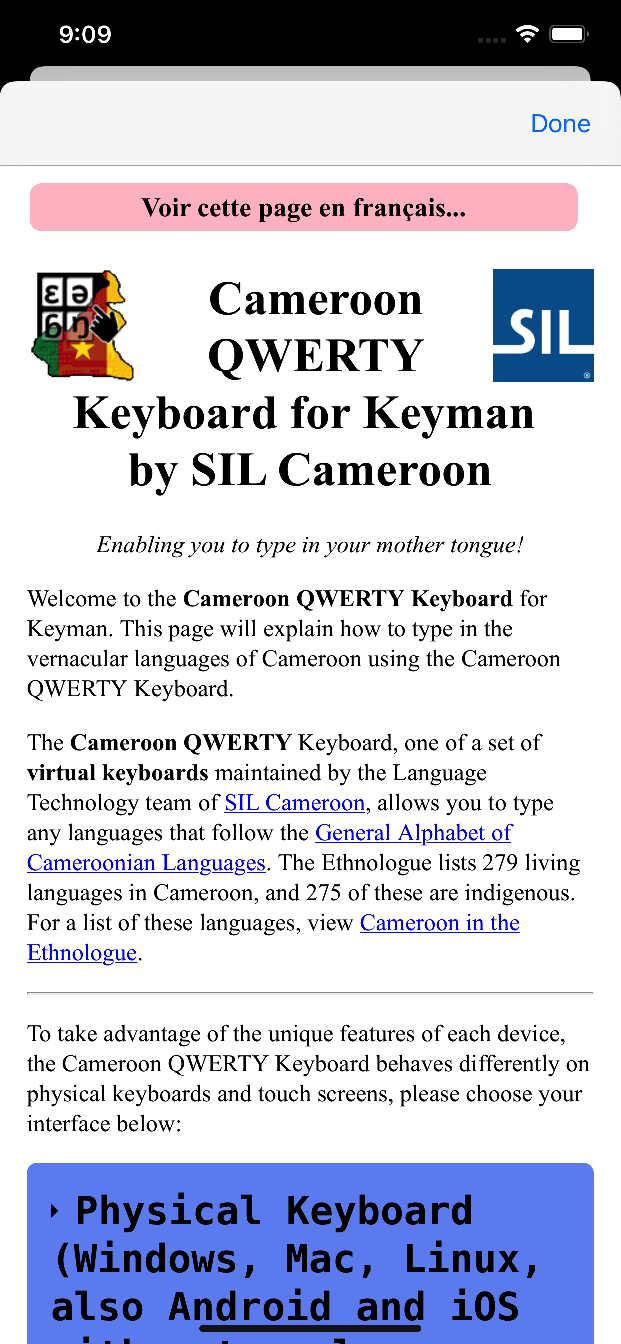 9:09
Done
Voir cette page en français...
ɛǝ
ɑŋ
SIL
®
Cameroon
QWERTY
Keyboard for Keyman
by SIL Cameroon
Enabling you to type in your mother tongue!
Welcome to the Cameroon QWERTY Keyboard for
Keyman. This page will explain how to type in the
vernacular languages of Cameroon using the Cameroon
QWERTY Keyboard.
The Cameroon QWERTY Keyboard, one of a set of
virtual keyboards maintained by the Language
Technology team of SIL Cameroon, allows you to type
any languages that follow the General Alphabet of
Cameroonian Languages. The Ethnologue lists 279 living
languages in Cameroon, and 275 of these are indigenous.
For a list of these languages, view Cameroon in the
Ethnologue.
To take advantage of the unique features of each device,
the Cameroon QWERTY Keyboard behaves differently on
physical keyboards and touch screens, please choose your
interface below:
Physical Keyboard
(Windows, Mac, Linux,
also Android and iOS